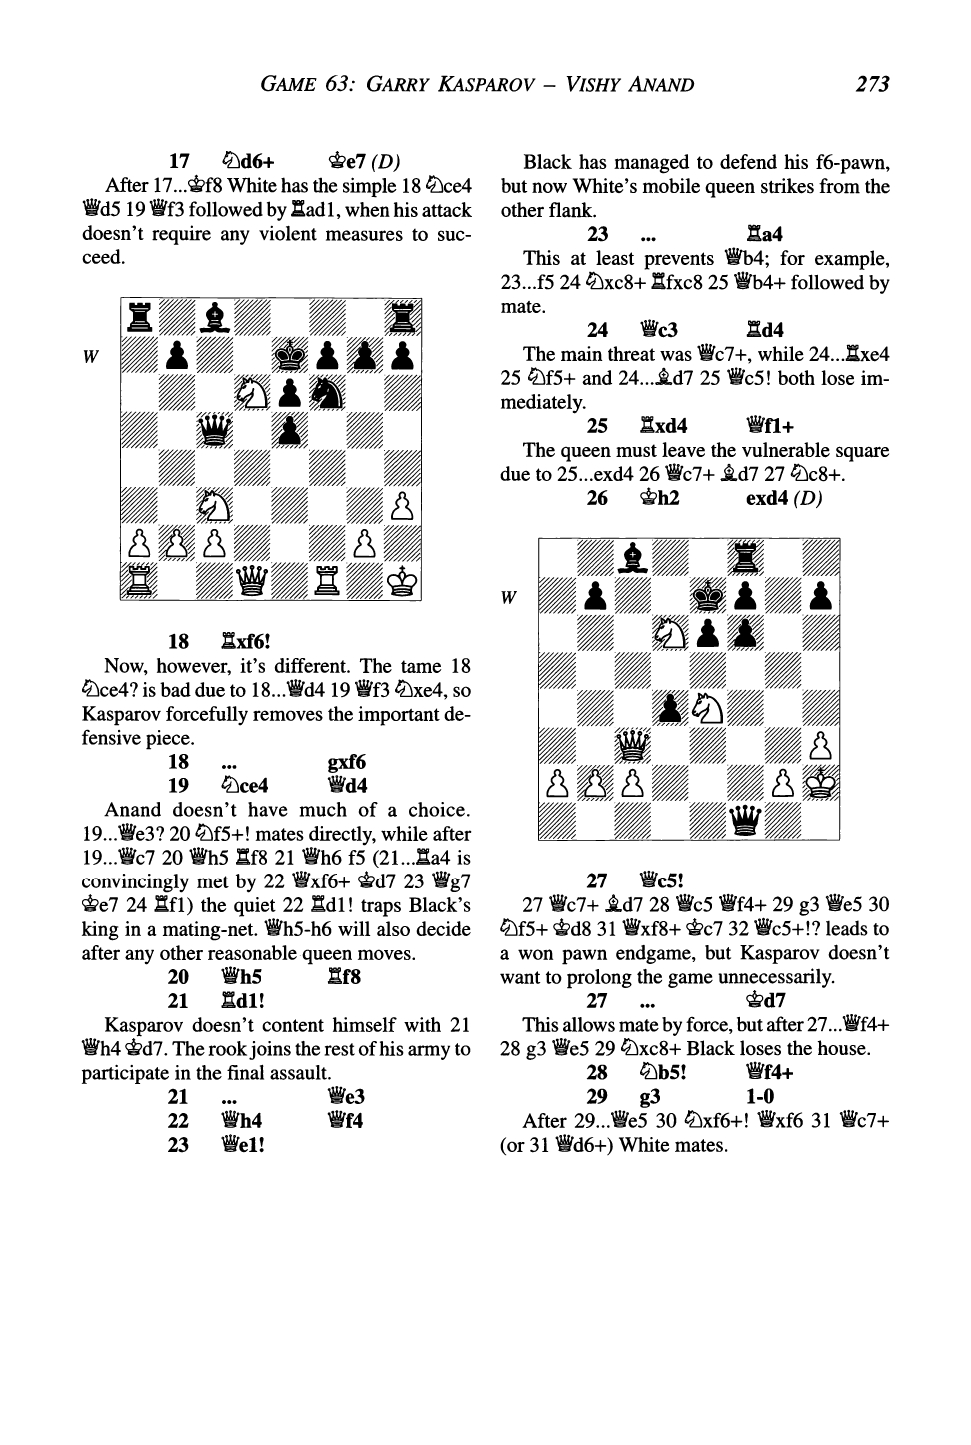 GAME 63: GARRY KASPAROV – VISHY ANAND 273
17 ♘d6+ ♔e7 (D)
After 17...♔f8 White has the simple 18 ♘ce4
♕d5 19 ♕f3 followed by ♖ad1, when his attack
doesn't require any violent measures to suc-
ceed.
W
18 ♖xf6!
Now, however, it's different. The tame 18
♘ce4? is bad due to 18...♕d4 19 ♕f3 ♘xe4, so
Kasparov forcefully removes the important de-
fensive piece.
18 ... gxf6
19 ♘ce4 ♕d4
Anand doesn't have much of a choice.
19...♕e3? 20 ♘f5+! mates directly, while after
19...♕c7 20 ♕h5 ♖f8 21 ♕h6 f5 (21...♖a4 is
convincingly met by 22 ♕xf6+ ♔d7 23 ♕g7
♔e7 24 ♖f1) the quiet 22 ♖d1! traps Black's
king in a mating-net. ♕h5-h6 will also decide
after any other reasonable queen moves.
20 ♕h5 ♖f8
21 ♖d1!
Kasparov doesn't content himself with 21
♕h4 ♔d7. The rook joins the rest of his army to
participate in the final assault.
21 ... ♕e3
22 ♕h4 ♕f4
23 ♕e1!
Black has managed to defend his f6-pawn,
but now White's mobile queen strikes from the
other flank.
23 ... ♖a4
This at least prevents ♕b4; for example,
23...f5 24 ♘xc8+ ♖fxc8 25 ♕b4+ followed by
mate.
24 ♕c3 ♖d4
The main threat was ♕c7+, while 24...♖xe4
25 ♘f5+ and 24...♗d7 25 ♕c5! both lose im-
mediately.
25 ♖xd4 ♕f1+
The queen must leave the vulnerable square
due to 25...exd4 26 ♕c7+ ♗d7 27 ♘c8+.
26 ♔h2 exd4 (D)
W
27 ♕c5!
27 ♕c7+ ♗d7 28 ♕c5 ♕f4+ 29 g3 ♕e5 30
♘f5+ ♔d8 31 ♕xf8+ ♔c7 32 ♕c5+!? leads to
a won pawn endgame, but Kasparov doesn't
want to prolong the game unnecessarily.
27 ... ♔d7
This allows mate by force, but after 27...♕f4+
28 g3 ♕e5 29 ♘xc8+ Black loses the house.
28 ♘b5! ♕f4+
29 g3 1-0
After 29...♕e5 30 ♘xf6+! ♕xf6 31 ♕c7+
(or 31 ♕d6+) White mates.